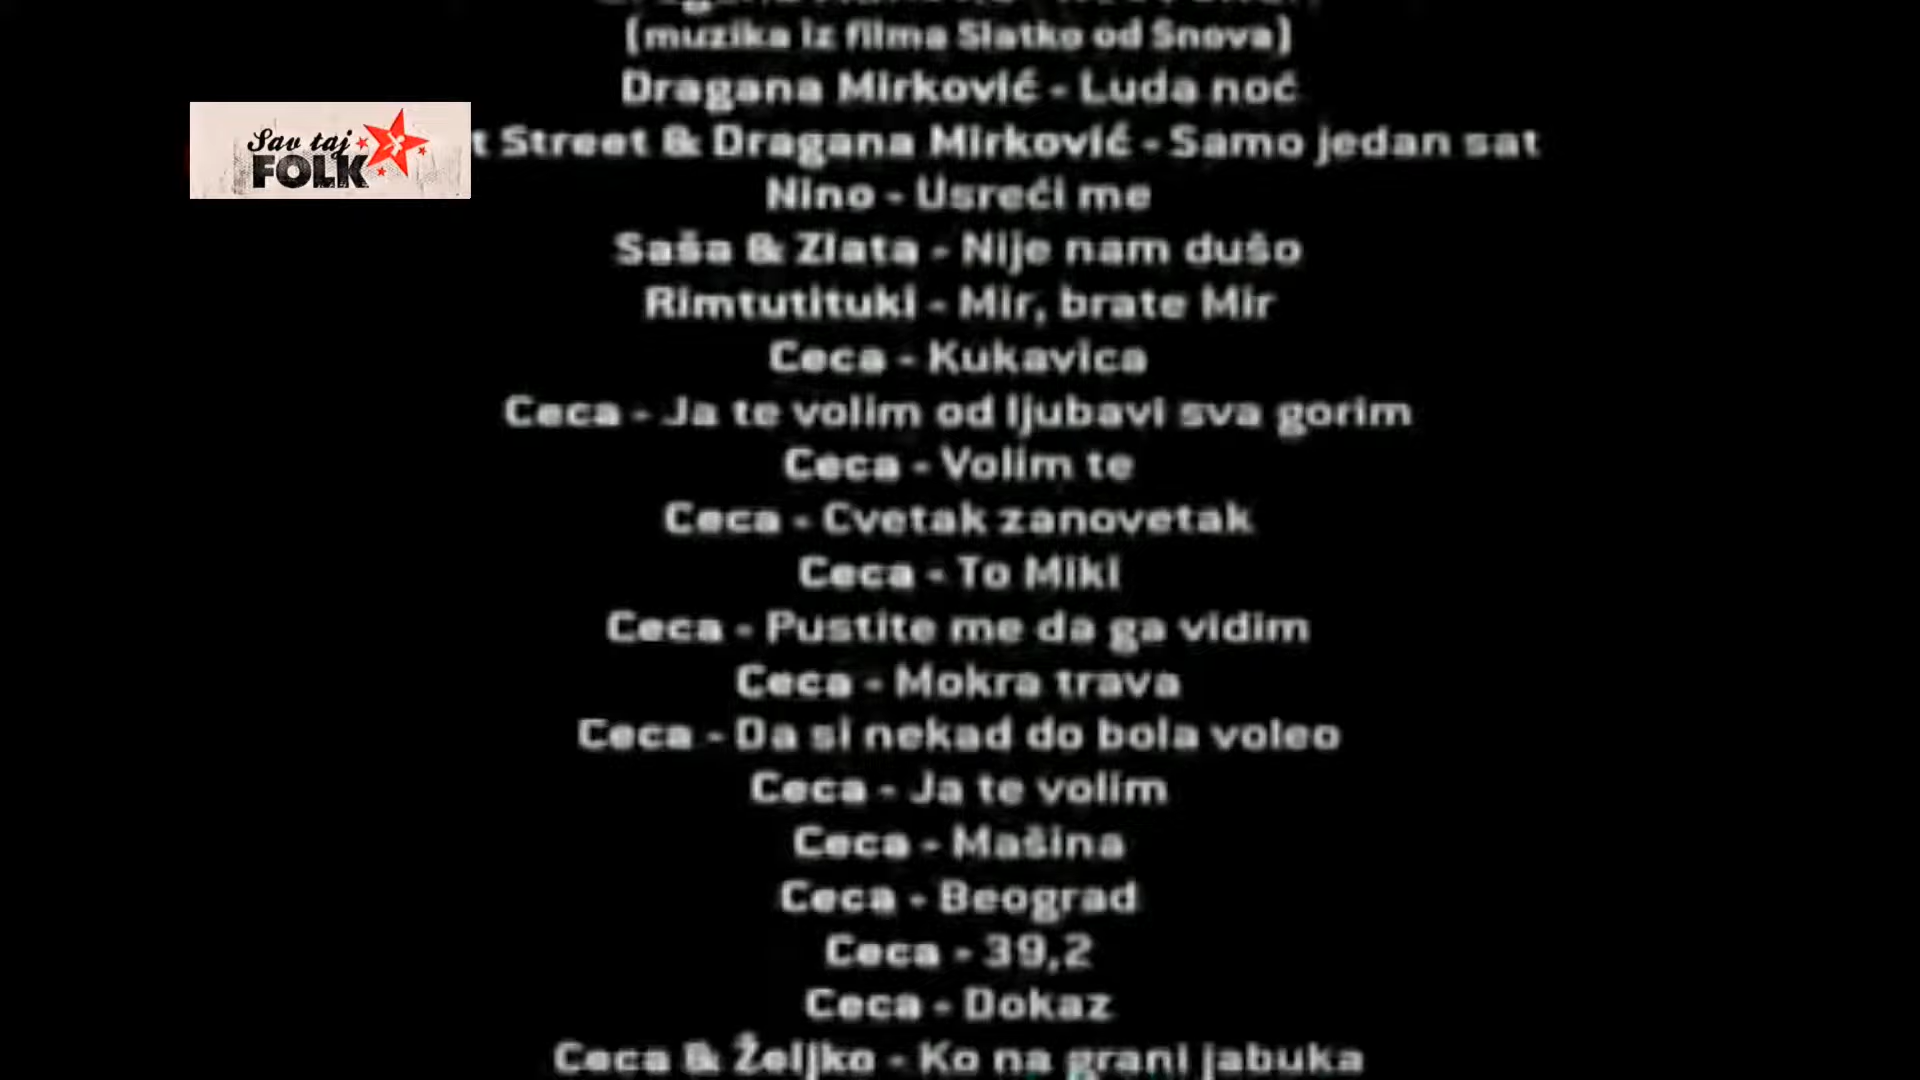 (muzika iz filma Slatko od Snova)
Dragana Mirković - Luda noć
Sav taj
FOLK
t Street & Dragana Mirković - Samo jedan sat
Nino - Usreći me
Saša & Zlata - Nije nam dušo
Rimtutituki - Mir, brate Mir
Ceca - Kukavica
Ceca - Ja te volim od ljubavi sva gorim
Ceca - Volim te
Ceca - Cvetak zanovetak
Ceca - To Miki
Ceca - Pustite me da ga vidim
Ceca - Mokra trava
Ceca - Da si nekad do bola voleo
Ceca - Ja te volim
Ceca - Mašina
Ceca - Beograd
Ceca - 39,2
Ceca - Dokaz
Ceca & Željko - Ko na grani jabuka